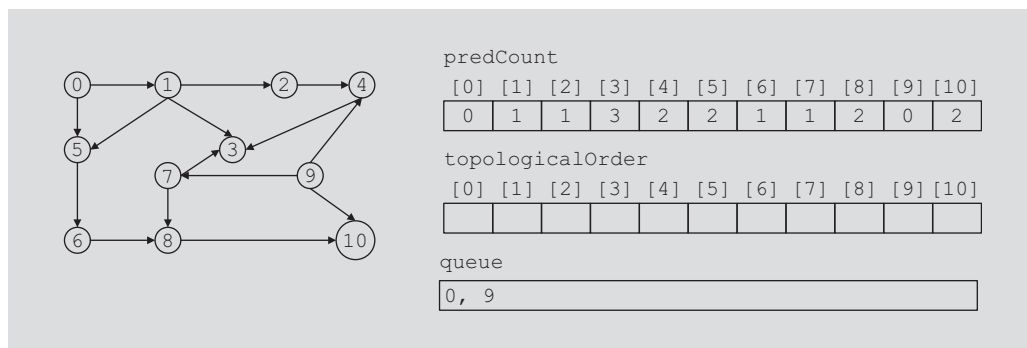 0 1 2 4
5 3
7 9
6 8 10
predCount
[0] [1] [2] [3] [4] [5] [6] [7] [8] [9] [10]
0 1 1 3 2 2 1 1 2 0 2
topologicalOrder
[0] [1] [2] [3] [4] [5] [6] [7] [8] [9] [10]
queue
0, 9